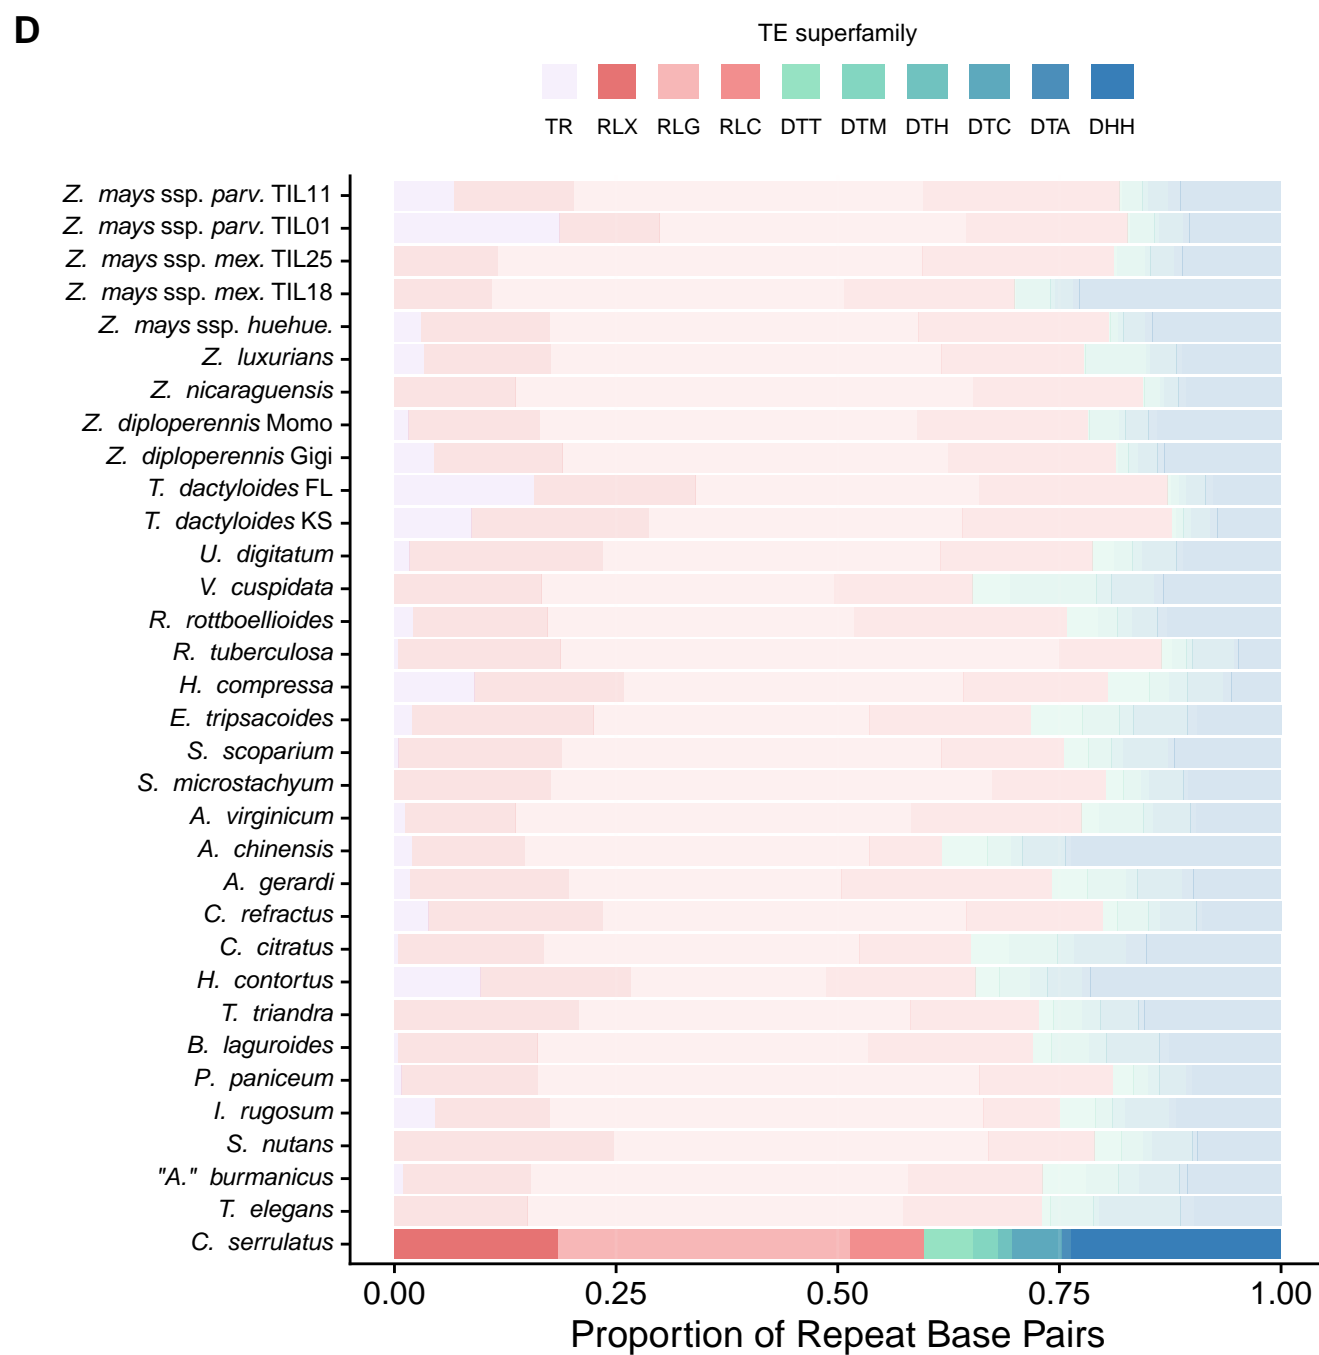 D
TE superfamily
TR RLX RLG RLC DTT DTM DTH DTC DTA DHH
Z. mays ssp. parv. TIL11
Z. mays ssp. parv. TIL01
Z. mays ssp. mex. TIL25
Z. mays ssp. mex. TIL18
Z. mays ssp. huehue.
Z. luxurians
Z. nicaraguensis
Z. diploperennis Momo
Z. diploperennis Gigi
T. dactyloides FL
T. dactyloides KS
U. digitatum
V. cuspidata
R. rottboellioides
R. tuberculosa
H. compressa
E. tripsacoides
S. scoparium
S. microstachyum
A. virginicum
A. chinensis
A. gerardi
C. refractus
C. citratus
H. contortus
T. triandra
B. laguroides
P. paniceum
I. rugosum
S. nutans
"A." burmanicus
T. elegans
C. serrulatus
0.00 0.25 0.50 0.75 1.00
Proportion of Repeat Base Pairs